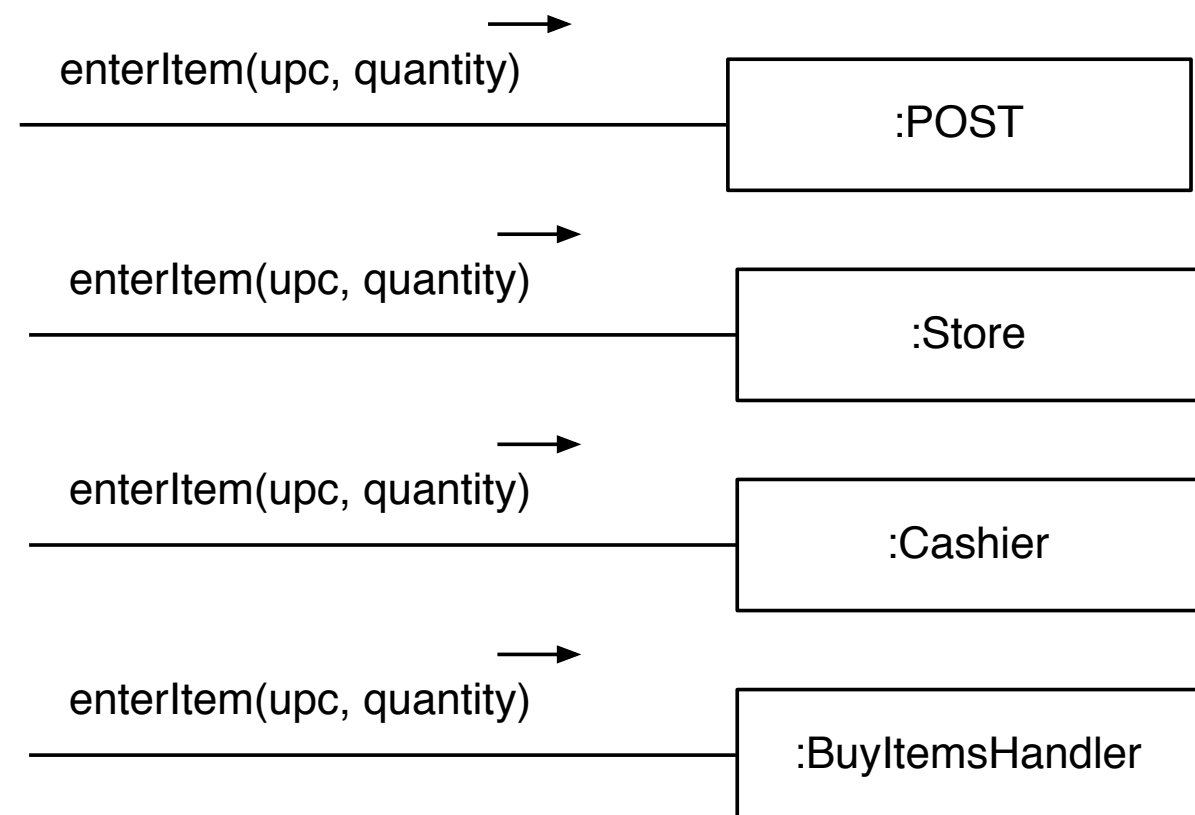 enterItem(upc, quantity)
:POST
enterItem(upc, quantity)
:Store
enterItem(upc, quantity)
:Cashier
enterItem(upc, quantity)
:BuyItemsHandler